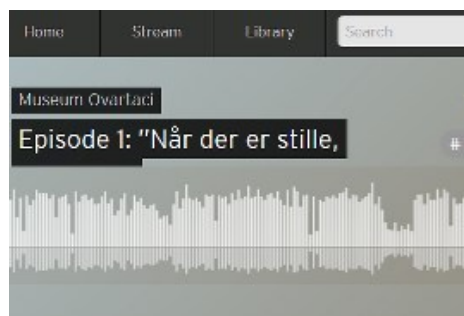 Home Stream Library Search
Museum Ovartaci
Episode 1: "Når der er stille,
#